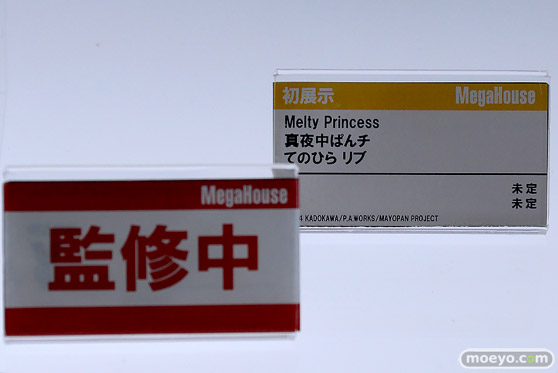 初展示 MegaHouse
Melty Princess
真夜中ぱんチ
てのひら リブ
未定
未定
4 KADOKAWA/P.A.WORKS/MAYOPAN PROJECT
MegaHouse
監修中
moeyo.com